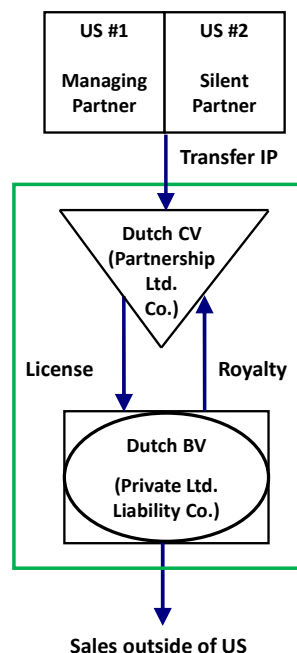 US #1
Managing
Partner
US #2
Silent
Partner
Transfer IP
Dutch CV
(Partnership
Ltd.
Co.)
License
Royalty
Dutch BV
(Private Ltd.
Liability Co.)
Sales outside of US